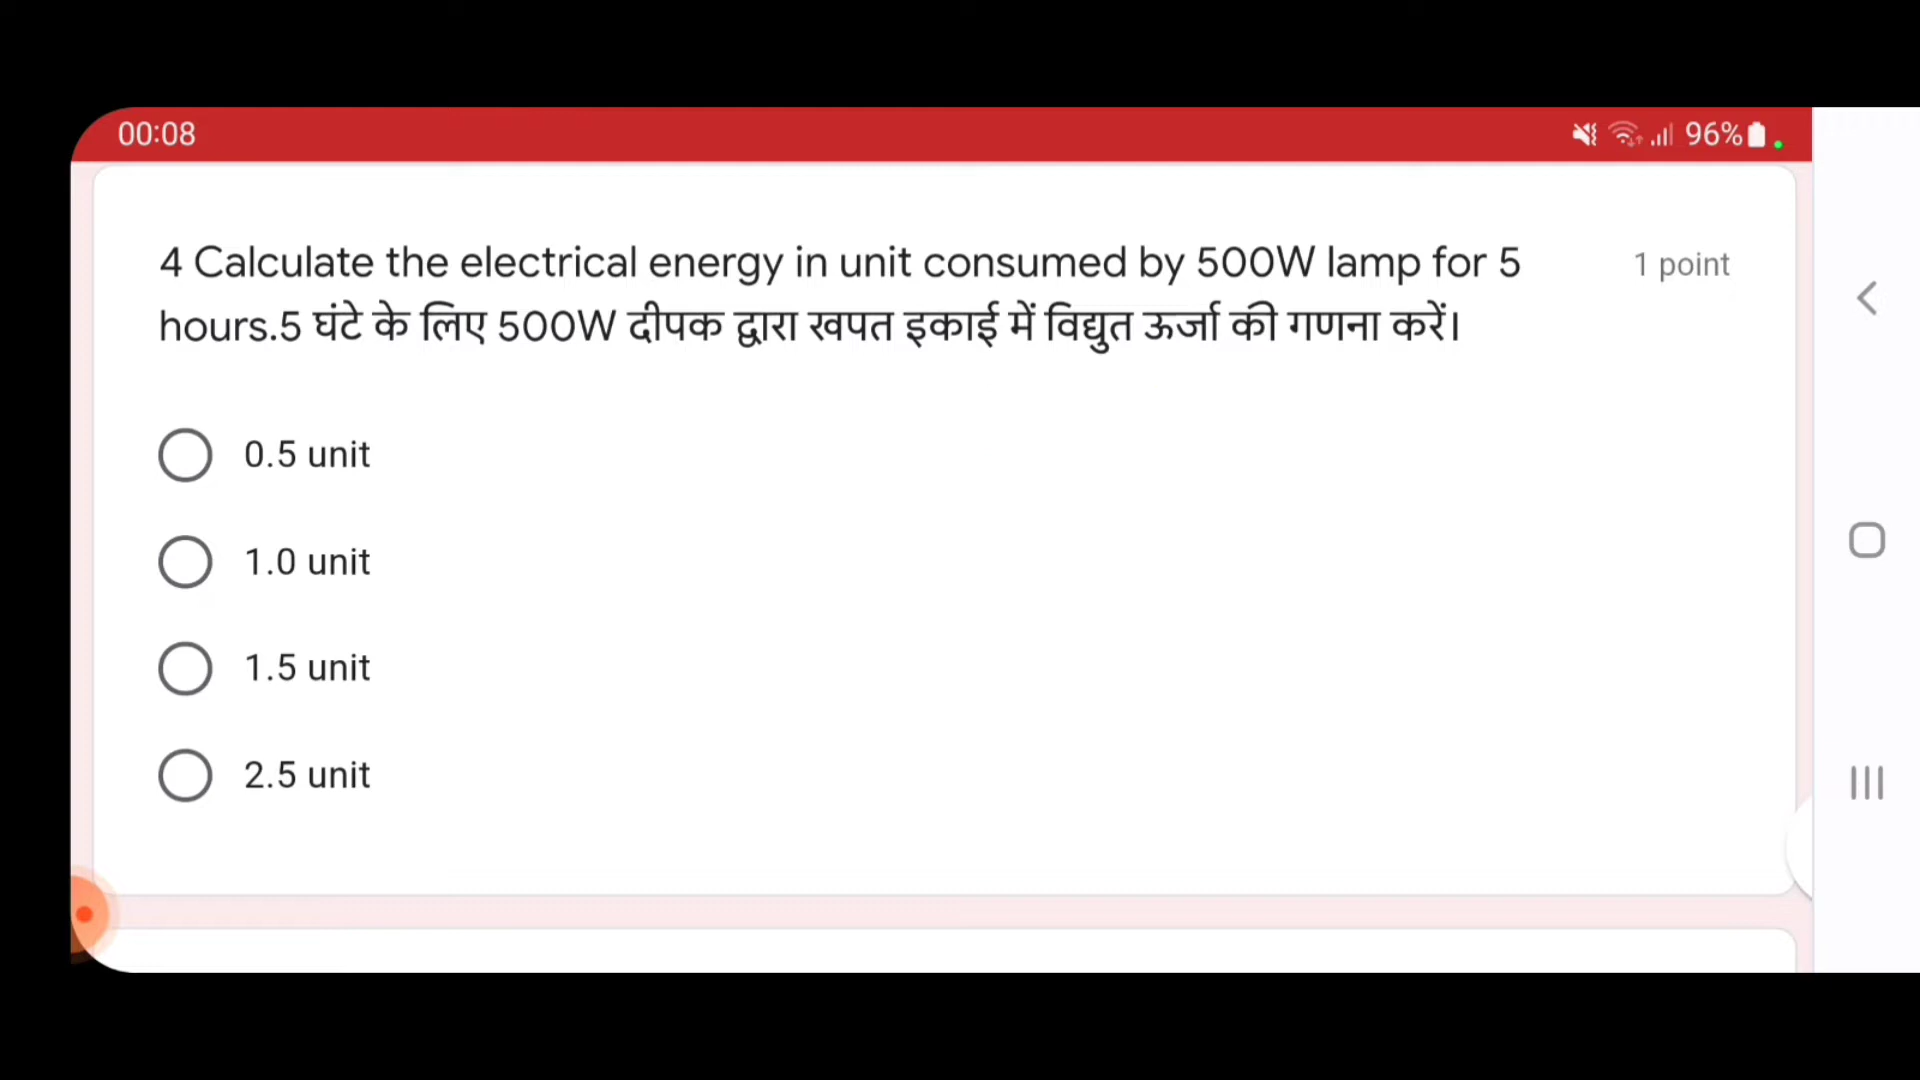 00:08
96%
4 Calculate the electrical energy in unit consumed by 500W lamp for 5
1 point
hours.5 घंटे के लिए 500W दीपक द्वारा खपत इकाई में विद्युत ऊर्जा की गणना करें।
0.5 unit
1.0 unit
1.5 unit
2.5 unit